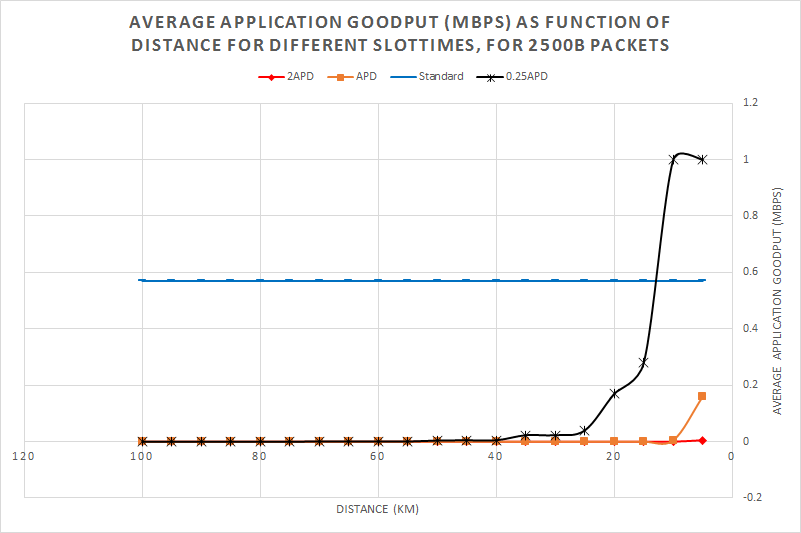 AVERAGE APPLICATION GOODPUT (MBPS) AS FUNCTION OF
DISTANCE FOR DIFFERENT SLOTTIMES, FOR 2500B PACKETS
2APD APD Standard 0.25APD
1.2
1
0.8
0.6
0.4
0.2
0
-0.2
AVERAGE APPLICATION GOODPUT (MBPS)
120 100 80 60 40 20 0
DISTANCE (KM)